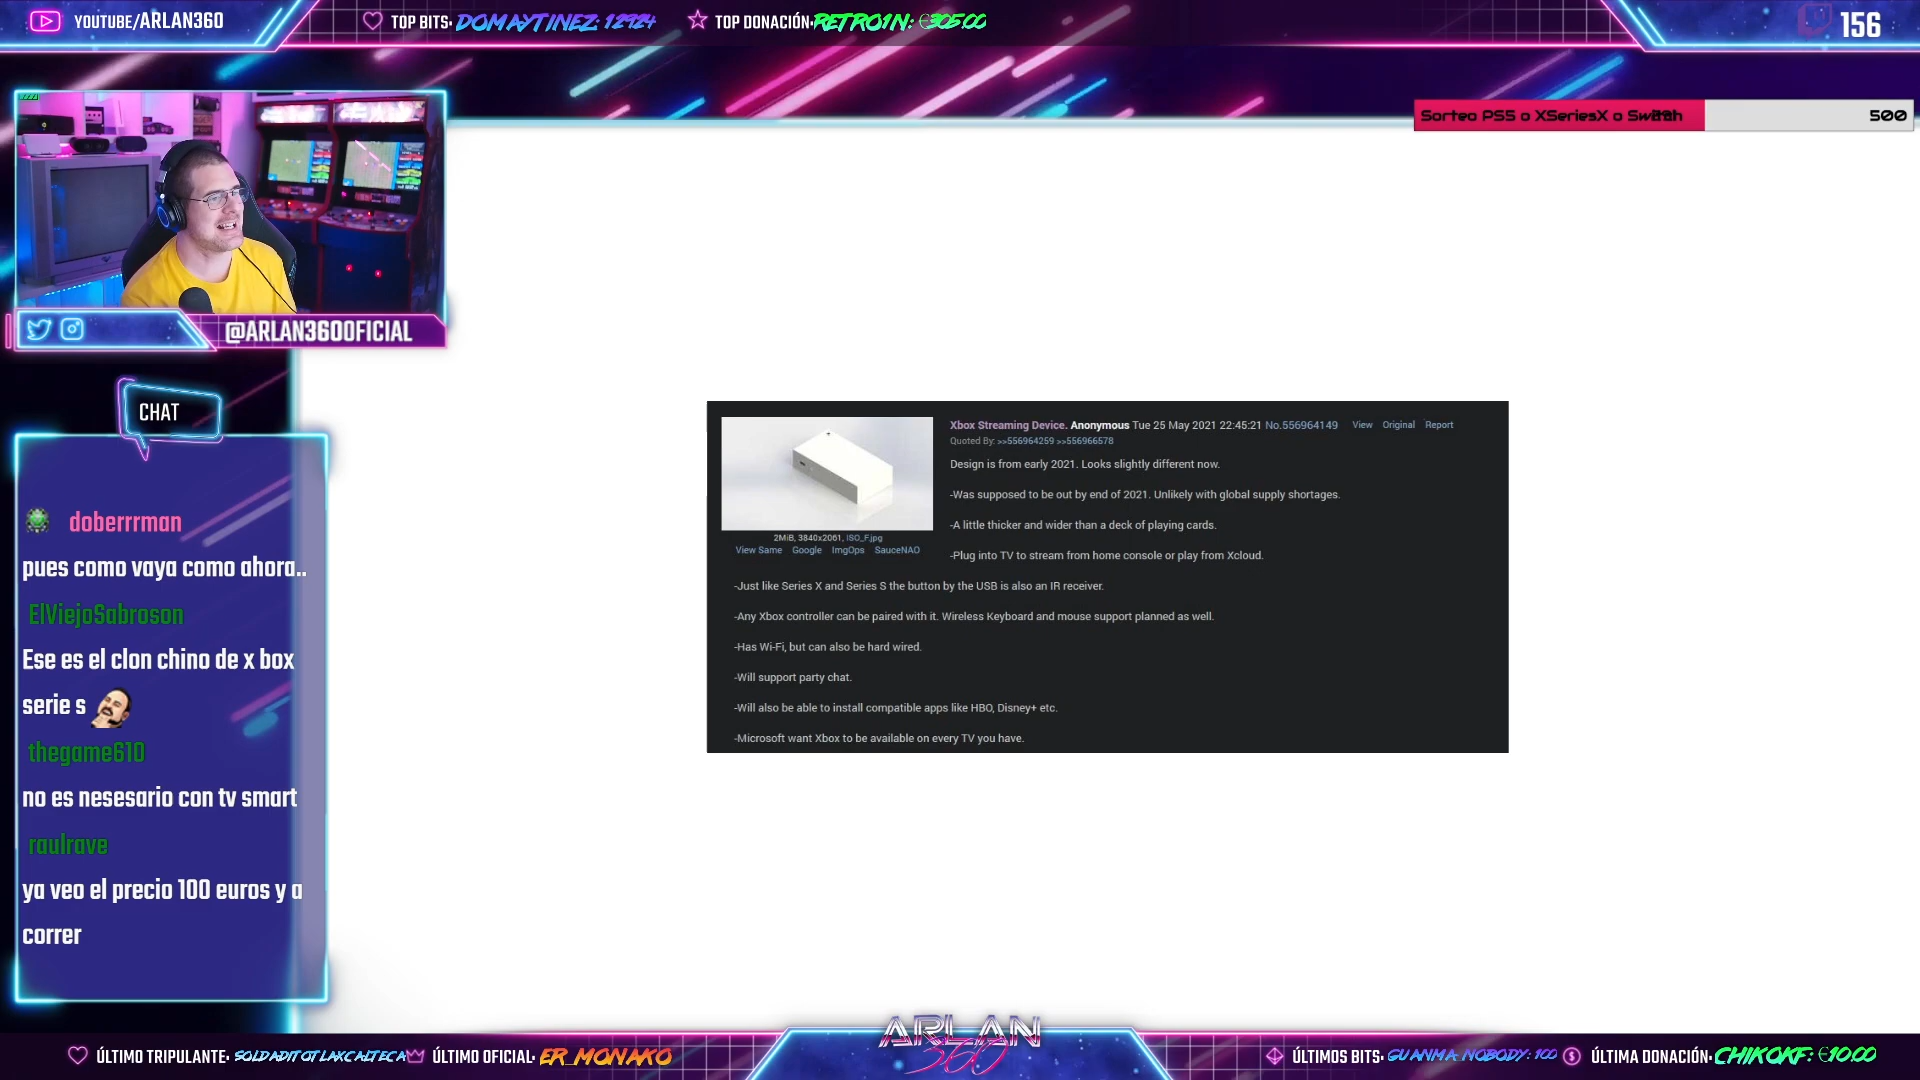 YOUTUBE/ARLAN360
TOP BITS: DOMAYTINEZ: 12924
TOP DONACIÓN: RETRO1N: €305.00
156
Sorteo PS5 o XSeriesX o Switch
500
@ARLAN360OFICIAL
CHAT
doberrrman
pues como vaya como ahora..
ElViejoSabroson
Ese es el clon chino de x box
serie s
thegame610
no es nesesario con tv smart
raulrave
ya veo el precio 100 euros y a
correr
Xbox Streaming Device. Anonymous Tue 25 May 2021 22:45:21 No.556964149 View Original Report
Quoted By: >>556964259 >>556966578
Design is from early 2021. Looks slightly different now.
-Was supposed to be out by end of 2021. Unlikely with global supply shortages.
-A little thicker and wider than a deck of playing cards.
-Plug into TV to stream from home console or play from Xcloud.
2MiB, 3840x2061, ISO_F.jpg
View Same Google ImgOps SauceNAO
-Just like Series X and Series S the button by the USB is also an IR receiver.
-Any Xbox controller can be paired with it. Wireless Keyboard and mouse support planned as well.
-Has Wi-Fi, but can also be hard wired.
-Will support party chat.
-Will also be able to install compatible apps like HBO, Disney+ etc.
-Microsoft want Xbox to be available on every TV you have.
ÚLTIMO TRIPULANTE: SOLDADITOTLAXCALTECA
ÚLTIMO OFICIAL: ER_MONAKO
ARLAN
360
ÚLTIMOS BITS: GUANMA_NOBODY: 100
ÚLTIMA DONACIÓN: CHIKOKF: €10.00